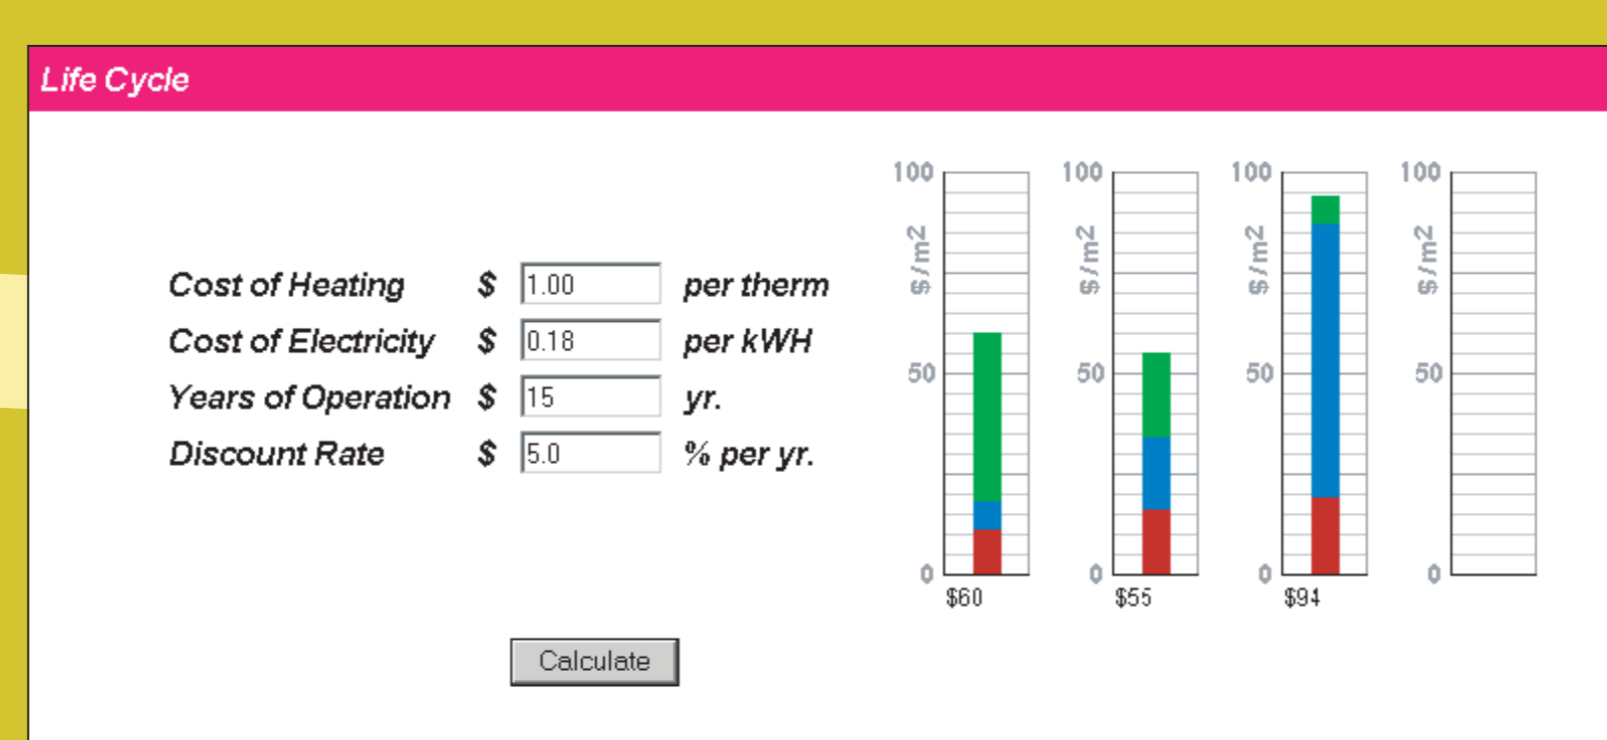 Life Cycle
Cost of Heating $ 1.00 per therm
Cost of Electricity $ 0.18 per kWH
Years of Operation $ 15 yr.
Discount Rate $ 5.0 % per yr.
Calculate
100 100 100 100
$/m2 $/m2 $/m2 $/m2
50 50 50 50
0 0 0 0
$60 $55 $94